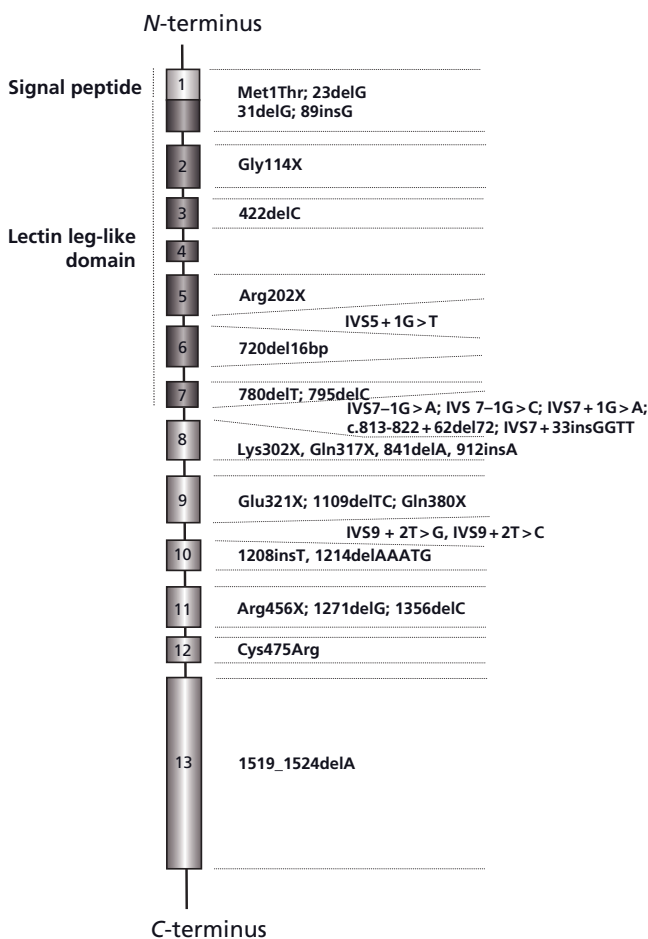 N-terminus
Signal peptide
1
Met1Thr; 23delG
31delG; 89insG
2
Gly114X
3
422delC
Lectin leg-like
domain
4
5
Arg202X
IVS5+1G>T
6
720del16bp
7
780delT; 795delC
IVS7–1G>A; IVS 7–1G>C; IVS7+1G>A;
c.813-822+62del72; IVS7+33insGGTT
8
Lys302X, Gln317X, 841delA, 912insA
9
Glu321X; 1109delTC; Gln380X
IVS9 + 2T>G, IVS9+2T>C
10
1208insT, 1214delAAATG
11
Arg456X; 1271delG; 1356delC
12
Cys475Arg
13
1519_1524delA
C-terminus